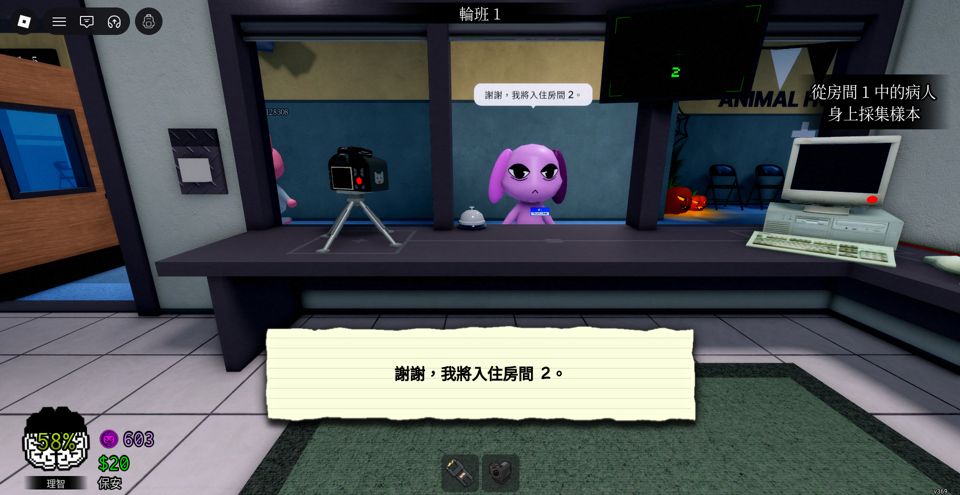 輪班 1
2
謝謝，我將入住房間 2。
從房間 1 中的病人
身上採集樣本
ANIMAL H
128308
謝謝，我將入住房間 2。
58%
603
$20
理智
保安
v369